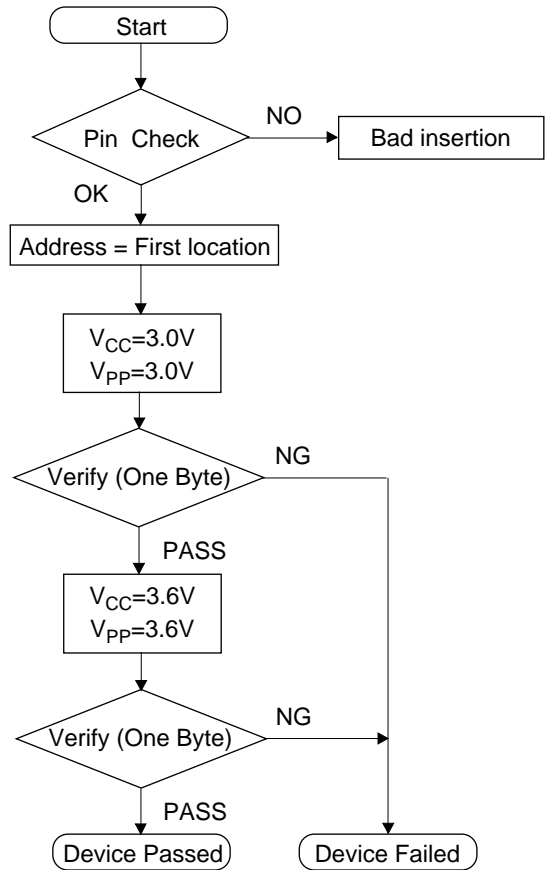 Start
Pin Check
NO
Bad insertion
OK
Address = First location
VCC=3.0V
VPP=3.0V
Verify (One Byte)
NG
PASS
VCC=3.6V
VPP=3.6V
Verify (One Byte)
NG
PASS
Device Passed
Device Failed